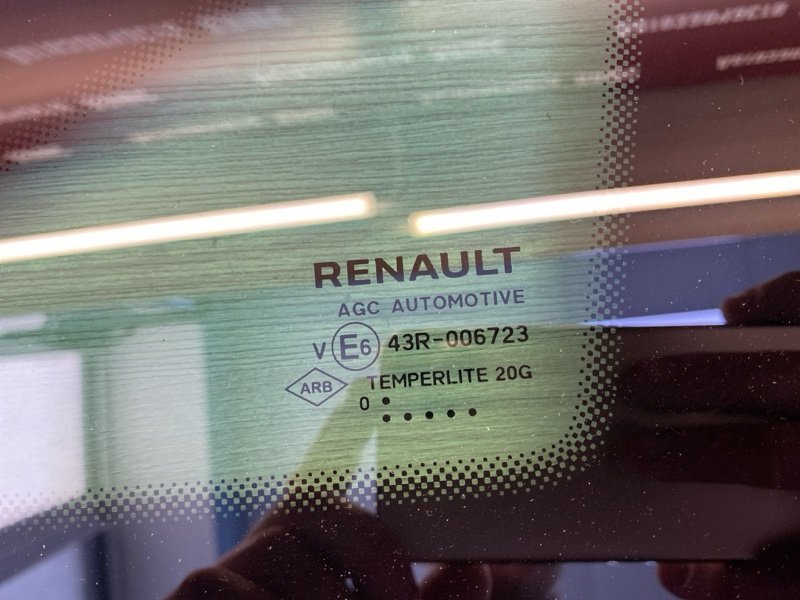 RENAULT
AGC AUTOMOTIVE
V E6 43R-006723
ARB TEMPERLITE 20G
0